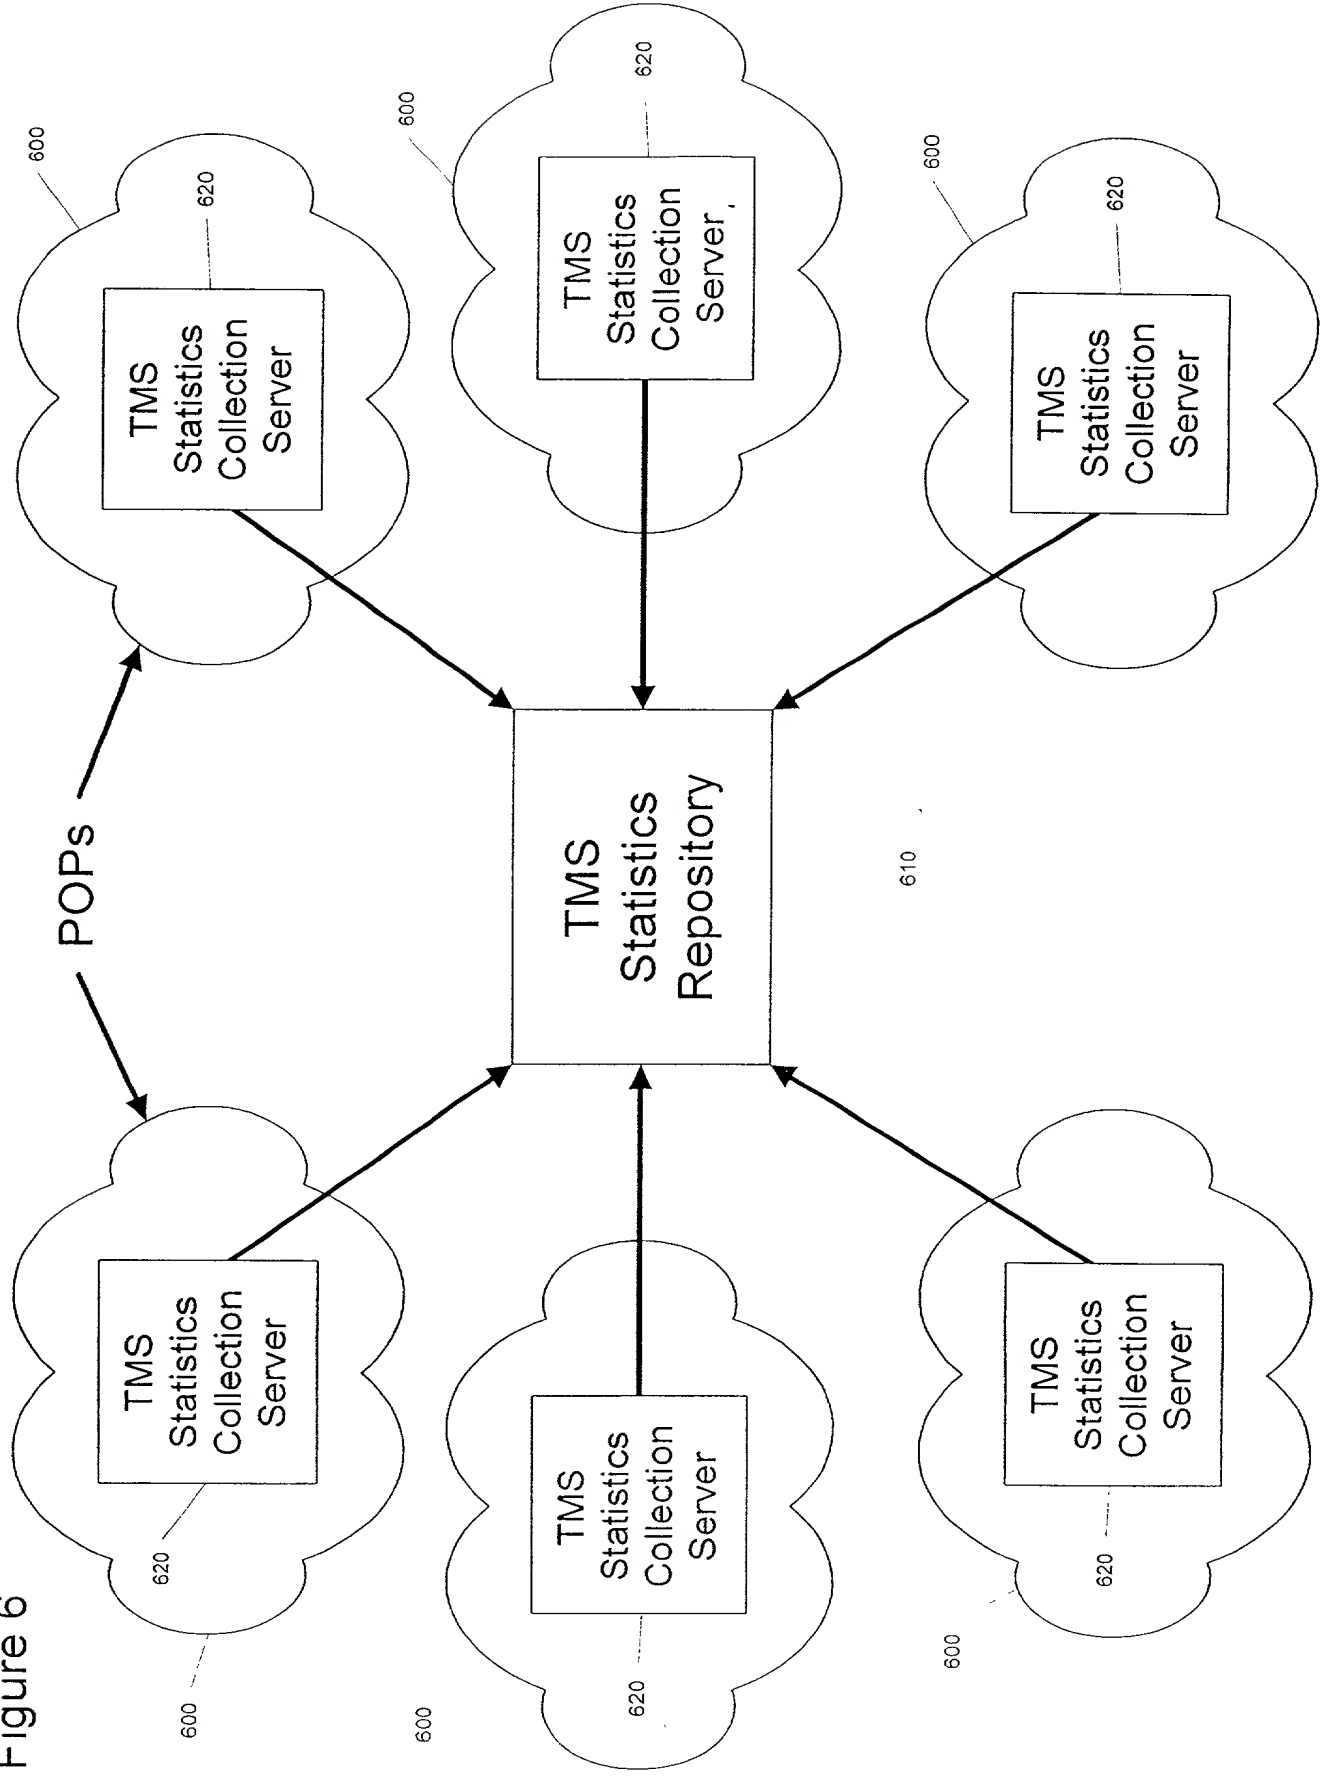 Figure 6
POPs
600
620
TMS
Statistics
Collection
Server
600
620
TMS
Statistics
Collection
Server
600
620
TMS
Statistics
Collection
Server
TMS
Statistics
Repository
610
600
620
TMS
Statistics
Collection
Server
600
620
TMS
Statistics
Collection
Server
600
620
TMS
Statistics
Collection
Server